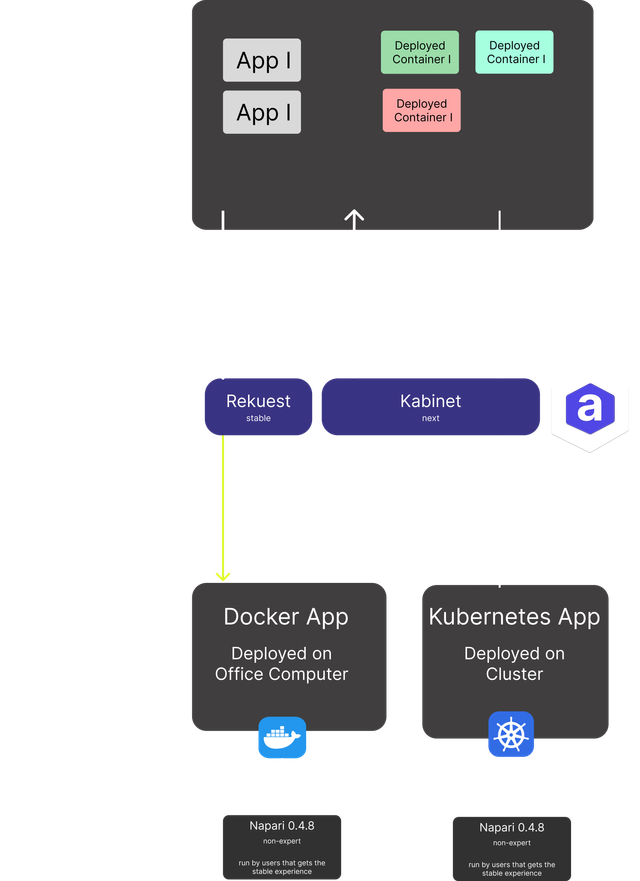 App I
App I
Deployed
Container I
Deployed
Container I
Deployed
Container I
Rekuest
stable
Kabinet
next
a
Docker App
Deployed on
Office Computer
Kubernetes App
Deployed on
Cluster
Napari 0.4.8
non-expert
run by users that gets the
stable experience
Napari 0.4.8
non-expert
run by users that gets the
stable experience